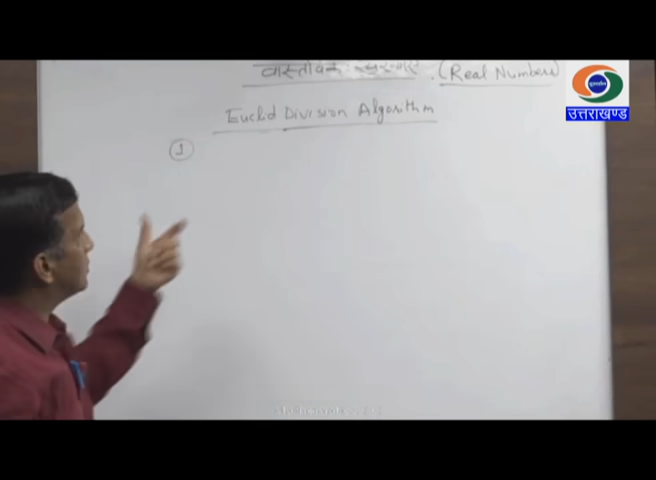 वास्तविक संख्याएँ (Real Numbers)
Euclid Division Algorithm
1
उत्तराखण्ड